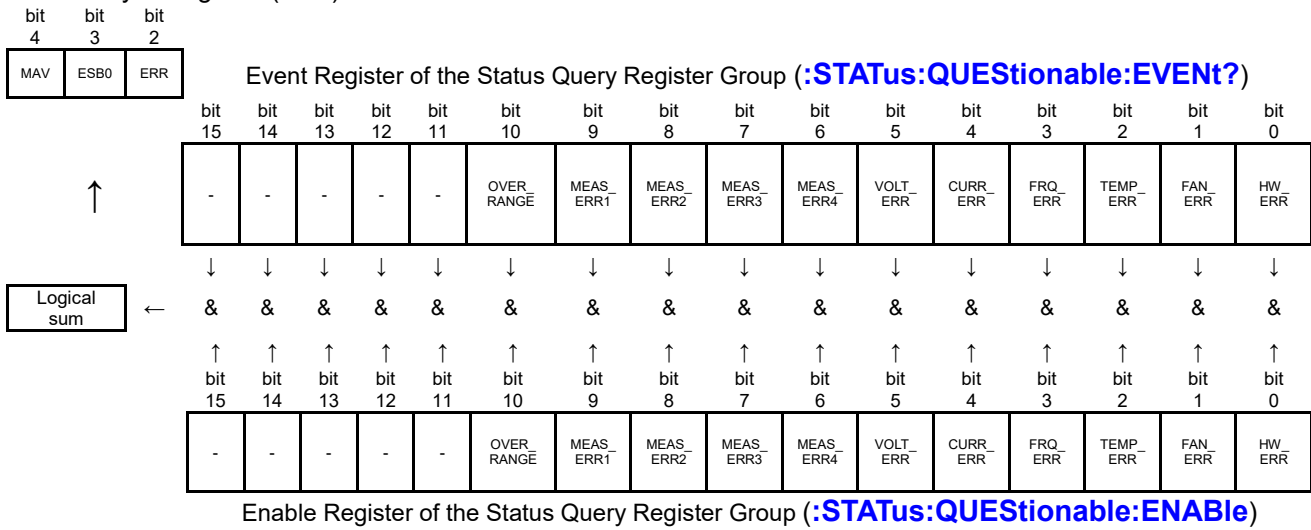 bit bit bit
4 3 2
MAV ESB0 ERR
Event Register of the Status Query Register Group (:STATus:QUEStionable:EVENt?)
bit bit bit bit bit bit bit bit bit bit bit bit bit bit bit bit
15 14 13 12 11 10 9 8 7 6 5 4 3 2 1 0
- - - - - OVER_ MEAS_ MEAS_ MEAS_ MEAS_ VOLT_ CURR_ FRQ_ TEMP_ FAN_ HW_
RANGE ERR1 ERR2 ERR3 ERR4 ERR ERR ERR ERR ERR ERR
↑
↓ ↓ ↓ ↓ ↓ ↓ ↓ ↓ ↓ ↓ ↓ ↓ ↓ ↓ ↓ ↓
Logical
sum ← & & & & & & & & & & & & & & & &
↑ ↑ ↑ ↑ ↑ ↑ ↑ ↑ ↑ ↑ ↑ ↑ ↑ ↑ ↑ ↑
bit bit bit bit bit bit bit bit bit bit bit bit bit bit bit bit
15 14 13 12 11 10 9 8 7 6 5 4 3 2 1 0
- - - - - OVER_ MEAS_ MEAS_ MEAS_ MEAS_ VOLT_ CURR_ FRQ_ TEMP_ FAN_ HW_
RANGE ERR1 ERR2 ERR3 ERR4 ERR ERR ERR ERR ERR ERR
Enable Register of the Status Query Register Group (:STATus:QUEStionable:ENABle)